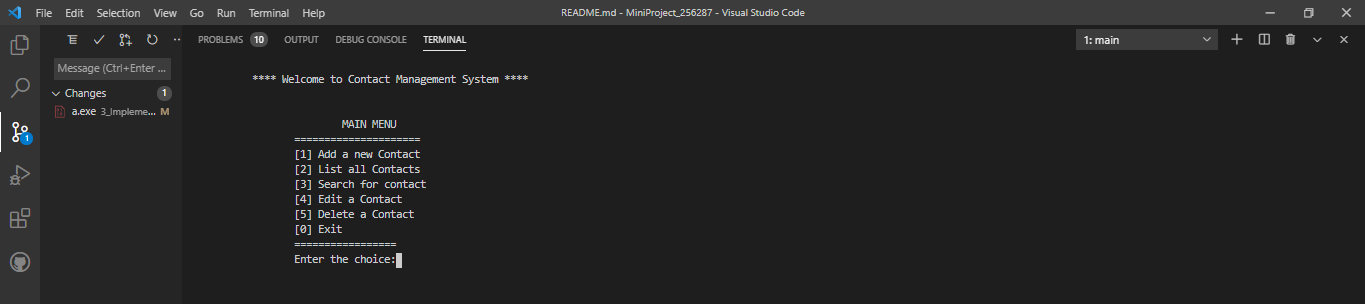 File Edit Selection View Go Run Terminal Help README.md - MiniProject_256287 - Visual Studio Code
PROBLEMS 10 OUTPUT DEBUG CONSOLE TERMINAL 1: main
Message (Ctrl+Enter ...
Changes 1
a.exe 3_Impleme... M
1
**** Welcome to Contact Management System ****
MAIN MENU
=====================
[1] Add a new Contact
[2] List all Contacts
[3] Search for contact
[4] Edit a Contact
[5] Delete a Contact
[0] Exit
=================
Enter the choice: